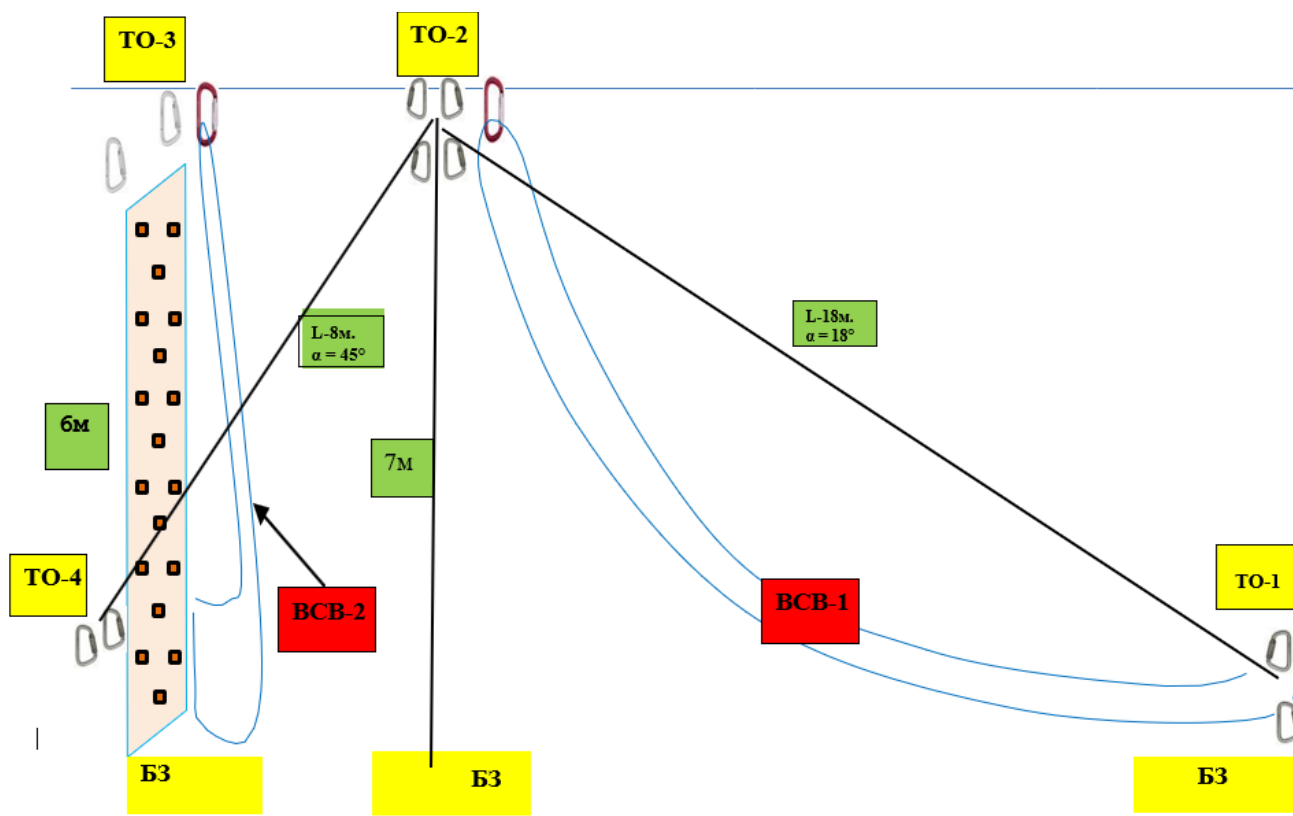 ТО-3
ТО-2
L-18м.
α = 18°
L-8м.
α = 45°
6м
7м
ТО-4
ВСВ-2
ВСВ-1
ТО-1
БЗ
БЗ
БЗ